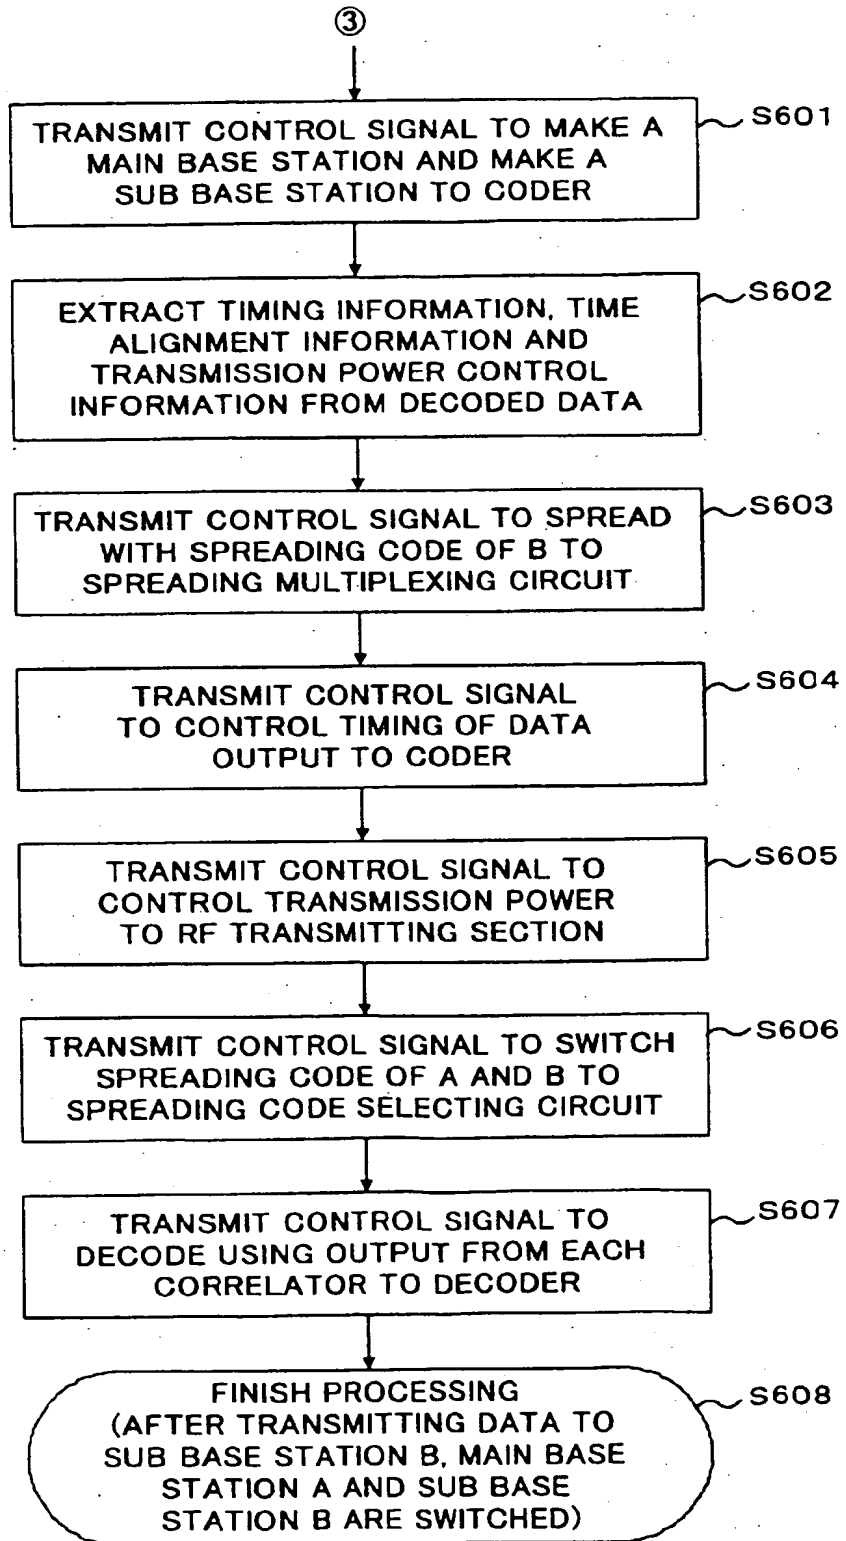 ③
TRANSMIT CONTROL SIGNAL TO MAKE A
MAIN BASE STATION AND MAKE A
SUB BASE STATION TO CODER
S601
EXTRACT TIMING INFORMATION, TIME
ALIGNMENT INFORMATION AND
TRANSMISSION POWER CONTROL
INFORMATION FROM DECODED DATA
S602
TRANSMIT CONTROL SIGNAL TO SPREAD
WITH SPREADING CODE OF B TO
SPREADING MULTIPLEXING CIRCUIT
S603
TRANSMIT CONTROL SIGNAL
TO CONTROL TIMING OF DATA
OUTPUT TO CODER
S604
TRANSMIT CONTROL SIGNAL TO
CONTROL TRANSMISSION POWER
TO RF TRANSMITTING SECTION
S605
TRANSMIT CONTROL SIGNAL TO SWITCH
SPREADING CODE OF A AND B TO
SPREADING CODE SELECTING CIRCUIT
S606
TRANSMIT CONTROL SIGNAL TO
DECODE USING OUTPUT FROM EACH
CORRELATOR TO DECODER
S607
FINISH PROCESSING
(AFTER TRANSMITTING DATA TO
SUB BASE STATION B, MAIN BASE
STATION A AND SUB BASE
STATION B ARE SWITCHED)
S608